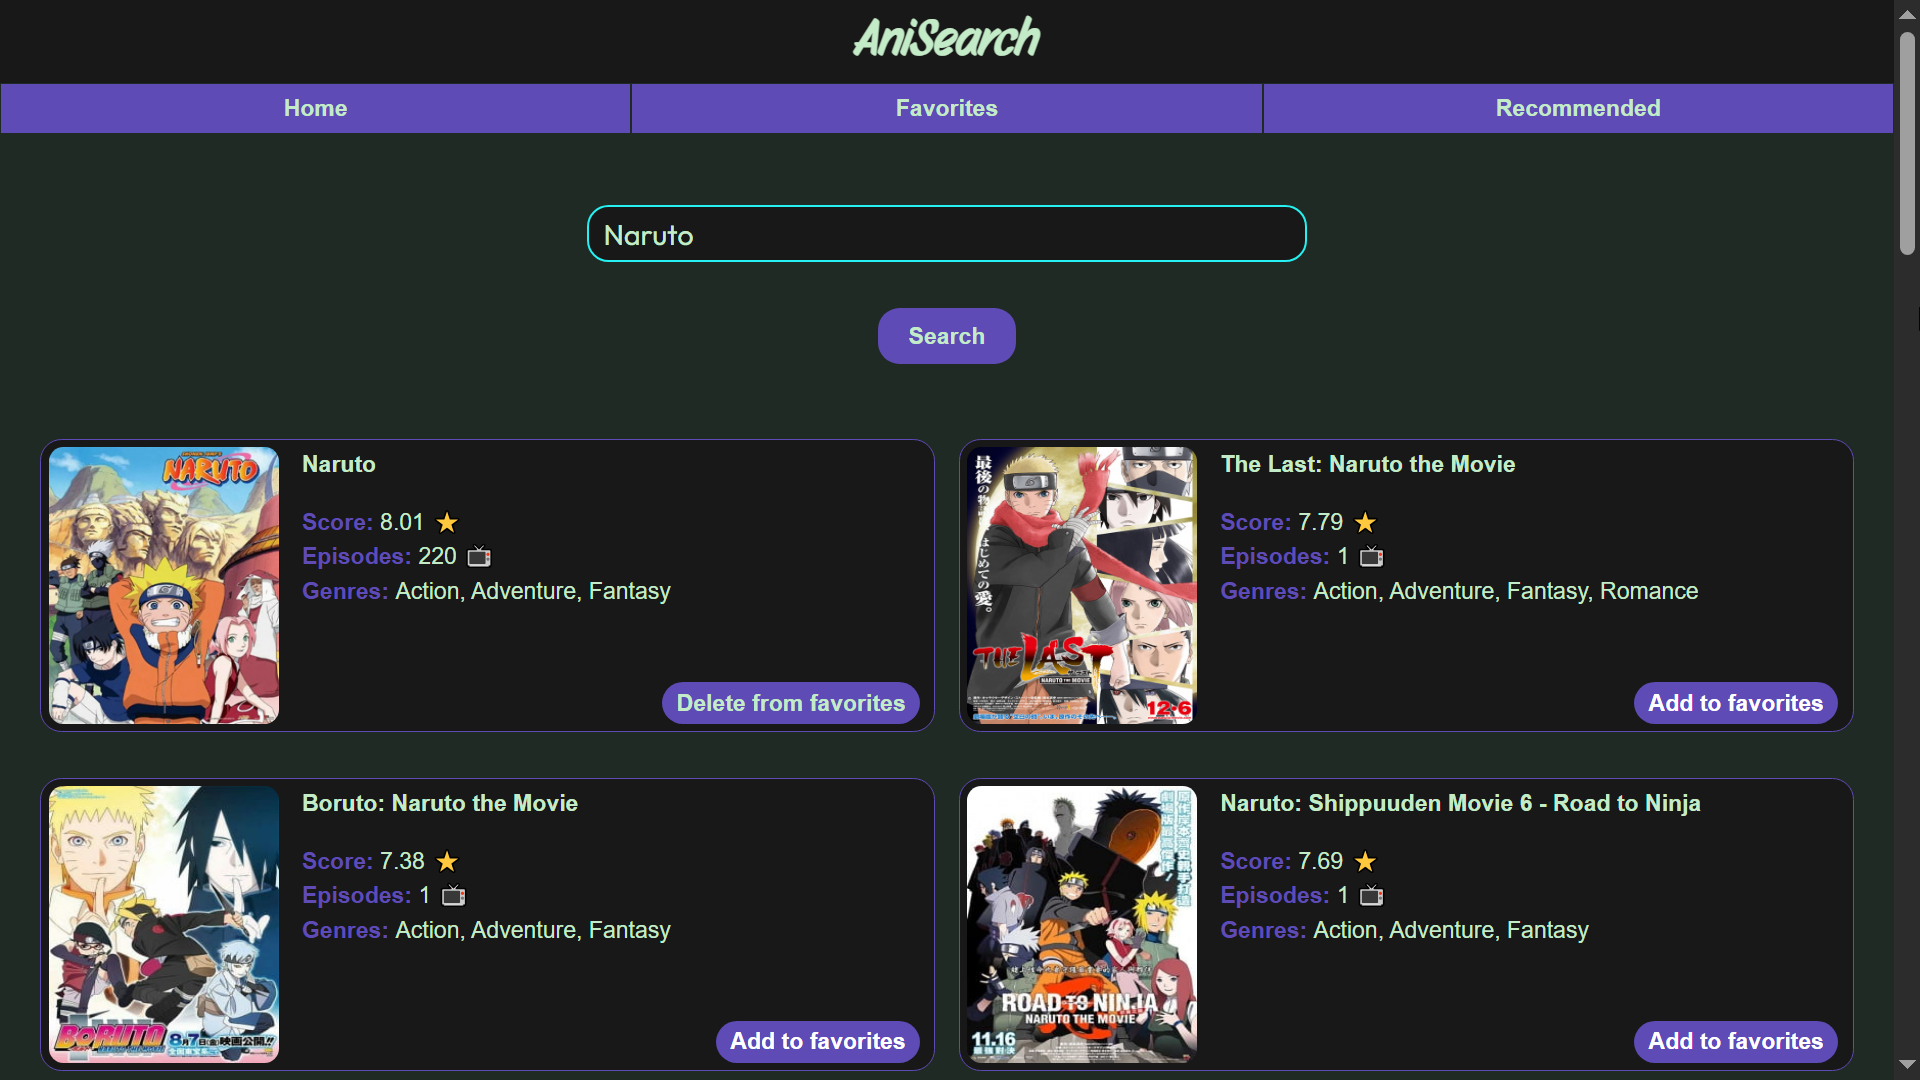 AniSearch
Home
Favorites
Recommended
Naruto
Search
NARUTO
Naruto
Score: 8.01
Episodes: 220
Genres: Action, Adventure, Fantasy
Delete from favorites
最後の物語
はじめての愛。
THE LAST
NARUTO THE MOVIE
12.6
The Last: Naruto the Movie
Score: 7.79
Episodes: 1
Genres: Action, Adventure, Fantasy, Romance
Add to favorites
BORUTO
8月7日(金)映画公開!!
Boruto: Naruto the Movie
Score: 7.38
Episodes: 1
Genres: Action, Adventure, Fantasy
Add to favorites
ROAD TO NINJA
NARUTO THE MOVIE
11.16
Naruto: Shippuuden Movie 6 - Road to Ninja
Score: 7.69
Episodes: 1
Genres: Action, Adventure, Fantasy
Add to favorites